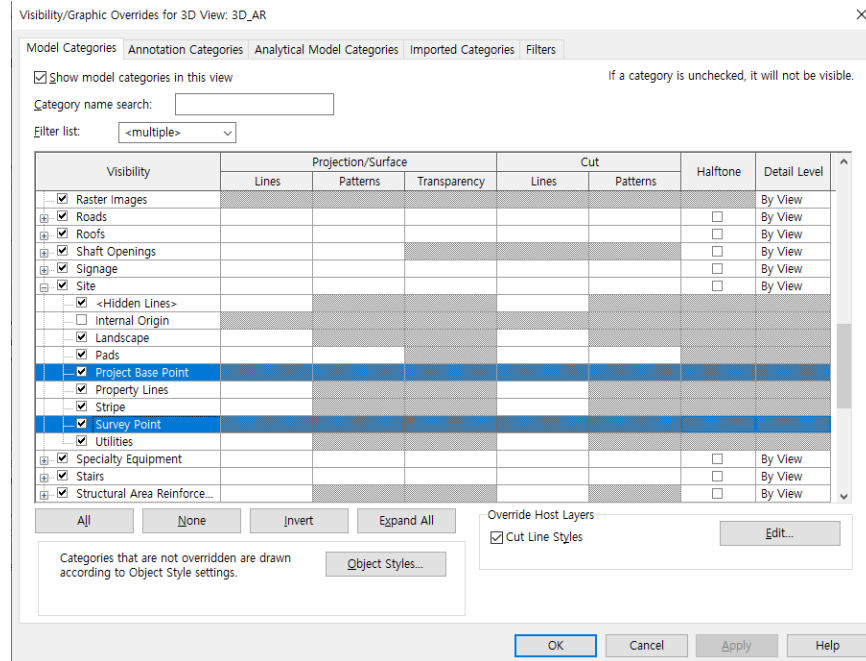 Visibility/Graphic Overrides for 3D View: 3D_AR
Model Categories Annotation Categories Analytical Model Categories Imported Categories Filters
Show model categories in this view
If a category is unchecked, it will not be visible.
Category name search:
Filter list: <multiple>
Visibility Projection/Surface Cut Halftone Detail Level
Lines Patterns Transparency Lines Patterns
Raster Images By View
Roads By View
Roofs By View
Shaft Openings By View
Signage By View
Site By View
<Hidden Lines>
Internal Origin
Landscape
Pads
Project Base Point
Property Lines
Stripe
Survey Point
Utilities
Specialty Equipment By View
Stairs By View
Structural Area Reinforce... By View
All None Invert Expand All
Override Host Layers
Cut Line Styles Edit...
Categories that are not overridden are drawn
according to Object Style settings.
Object Styles...
OK Cancel Apply Help